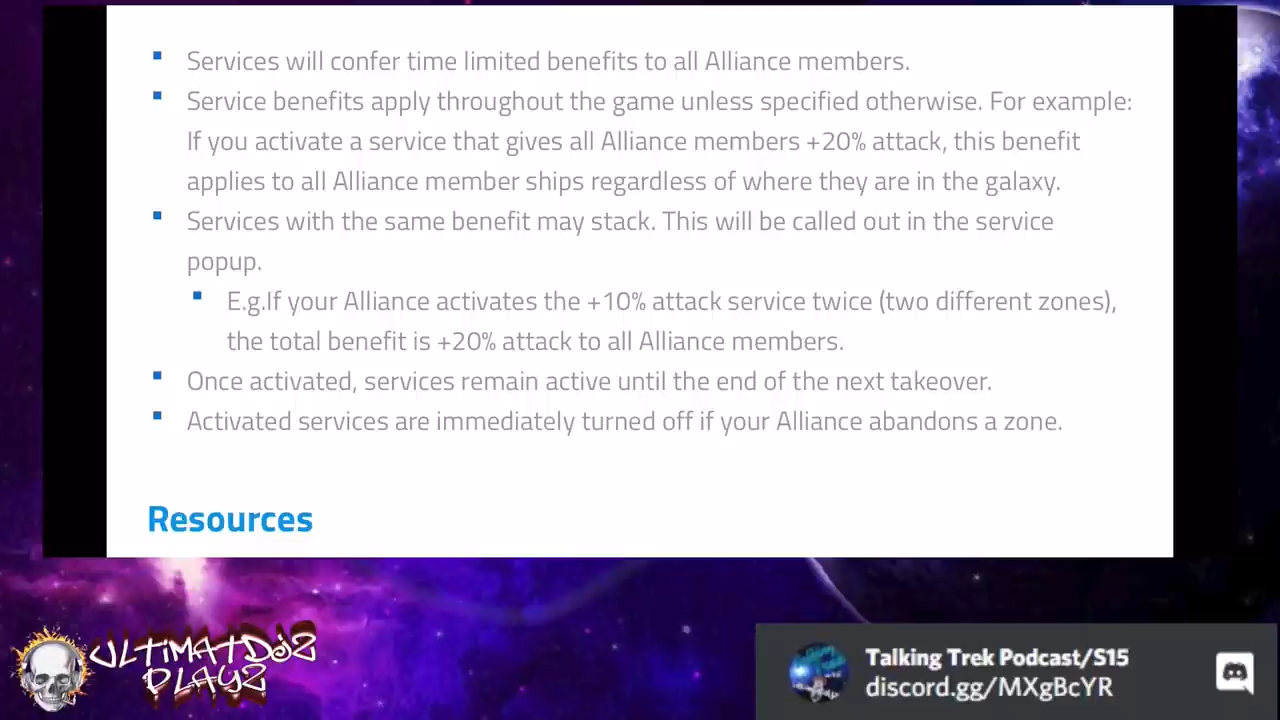 Services will confer time limited benefits to all Alliance members.
Service benefits apply throughout the game unless specified otherwise. For example:
If you activate a service that gives all Alliance members +20% attack, this benefit
applies to all Alliance member ships regardless of where they are in the galaxy.
Services with the same benefit may stack. This will be called out in the service
popup.
E.g.If your Alliance activates the +10% attack service twice (two different zones),
the total benefit is +20% attack to all Alliance members.
Once activated, services remain active until the end of the next takeover.
Activated services are immediately turned off if your Alliance abandons a zone.
Resources
ULTIMATDJZ
PLAYZ
Talking Trek Podcast/S15
discord.gg/MXgBcYR